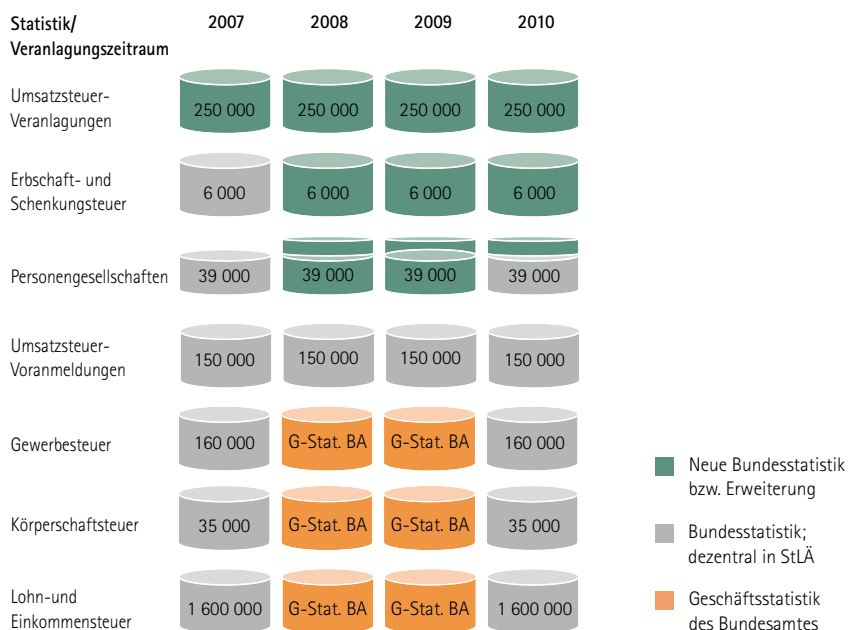 Statistik/
Veranlagungszeitraum
2007 2008 2009 2010
Umsatzsteuer-
Veranlagungen
250 000 250 000 250 000 250 000
Erbschaft- und
Schenkungsteuer
6 000 6 000 6 000 6 000
Personengesellschaften
39 000 39 000 39 000 39 000
Umsatzsteuer-
Voranmeldungen
150 000 150 000 150 000 150 000
Gewerbesteuer
160 000 G-Stat. BA G-Stat. BA 160 000
Körperschaftsteuer
35 000 G-Stat. BA G-Stat. BA 35 000
Lohn-und
Einkommensteuer
1 600 000 G-Stat. BA G-Stat. BA 1 600 000
Neue Bundesstatistik
bzw. Erweiterung
Bundesstatistik;
dezentral in StLÄ
Geschäftsstatistik
des Bundesamtes